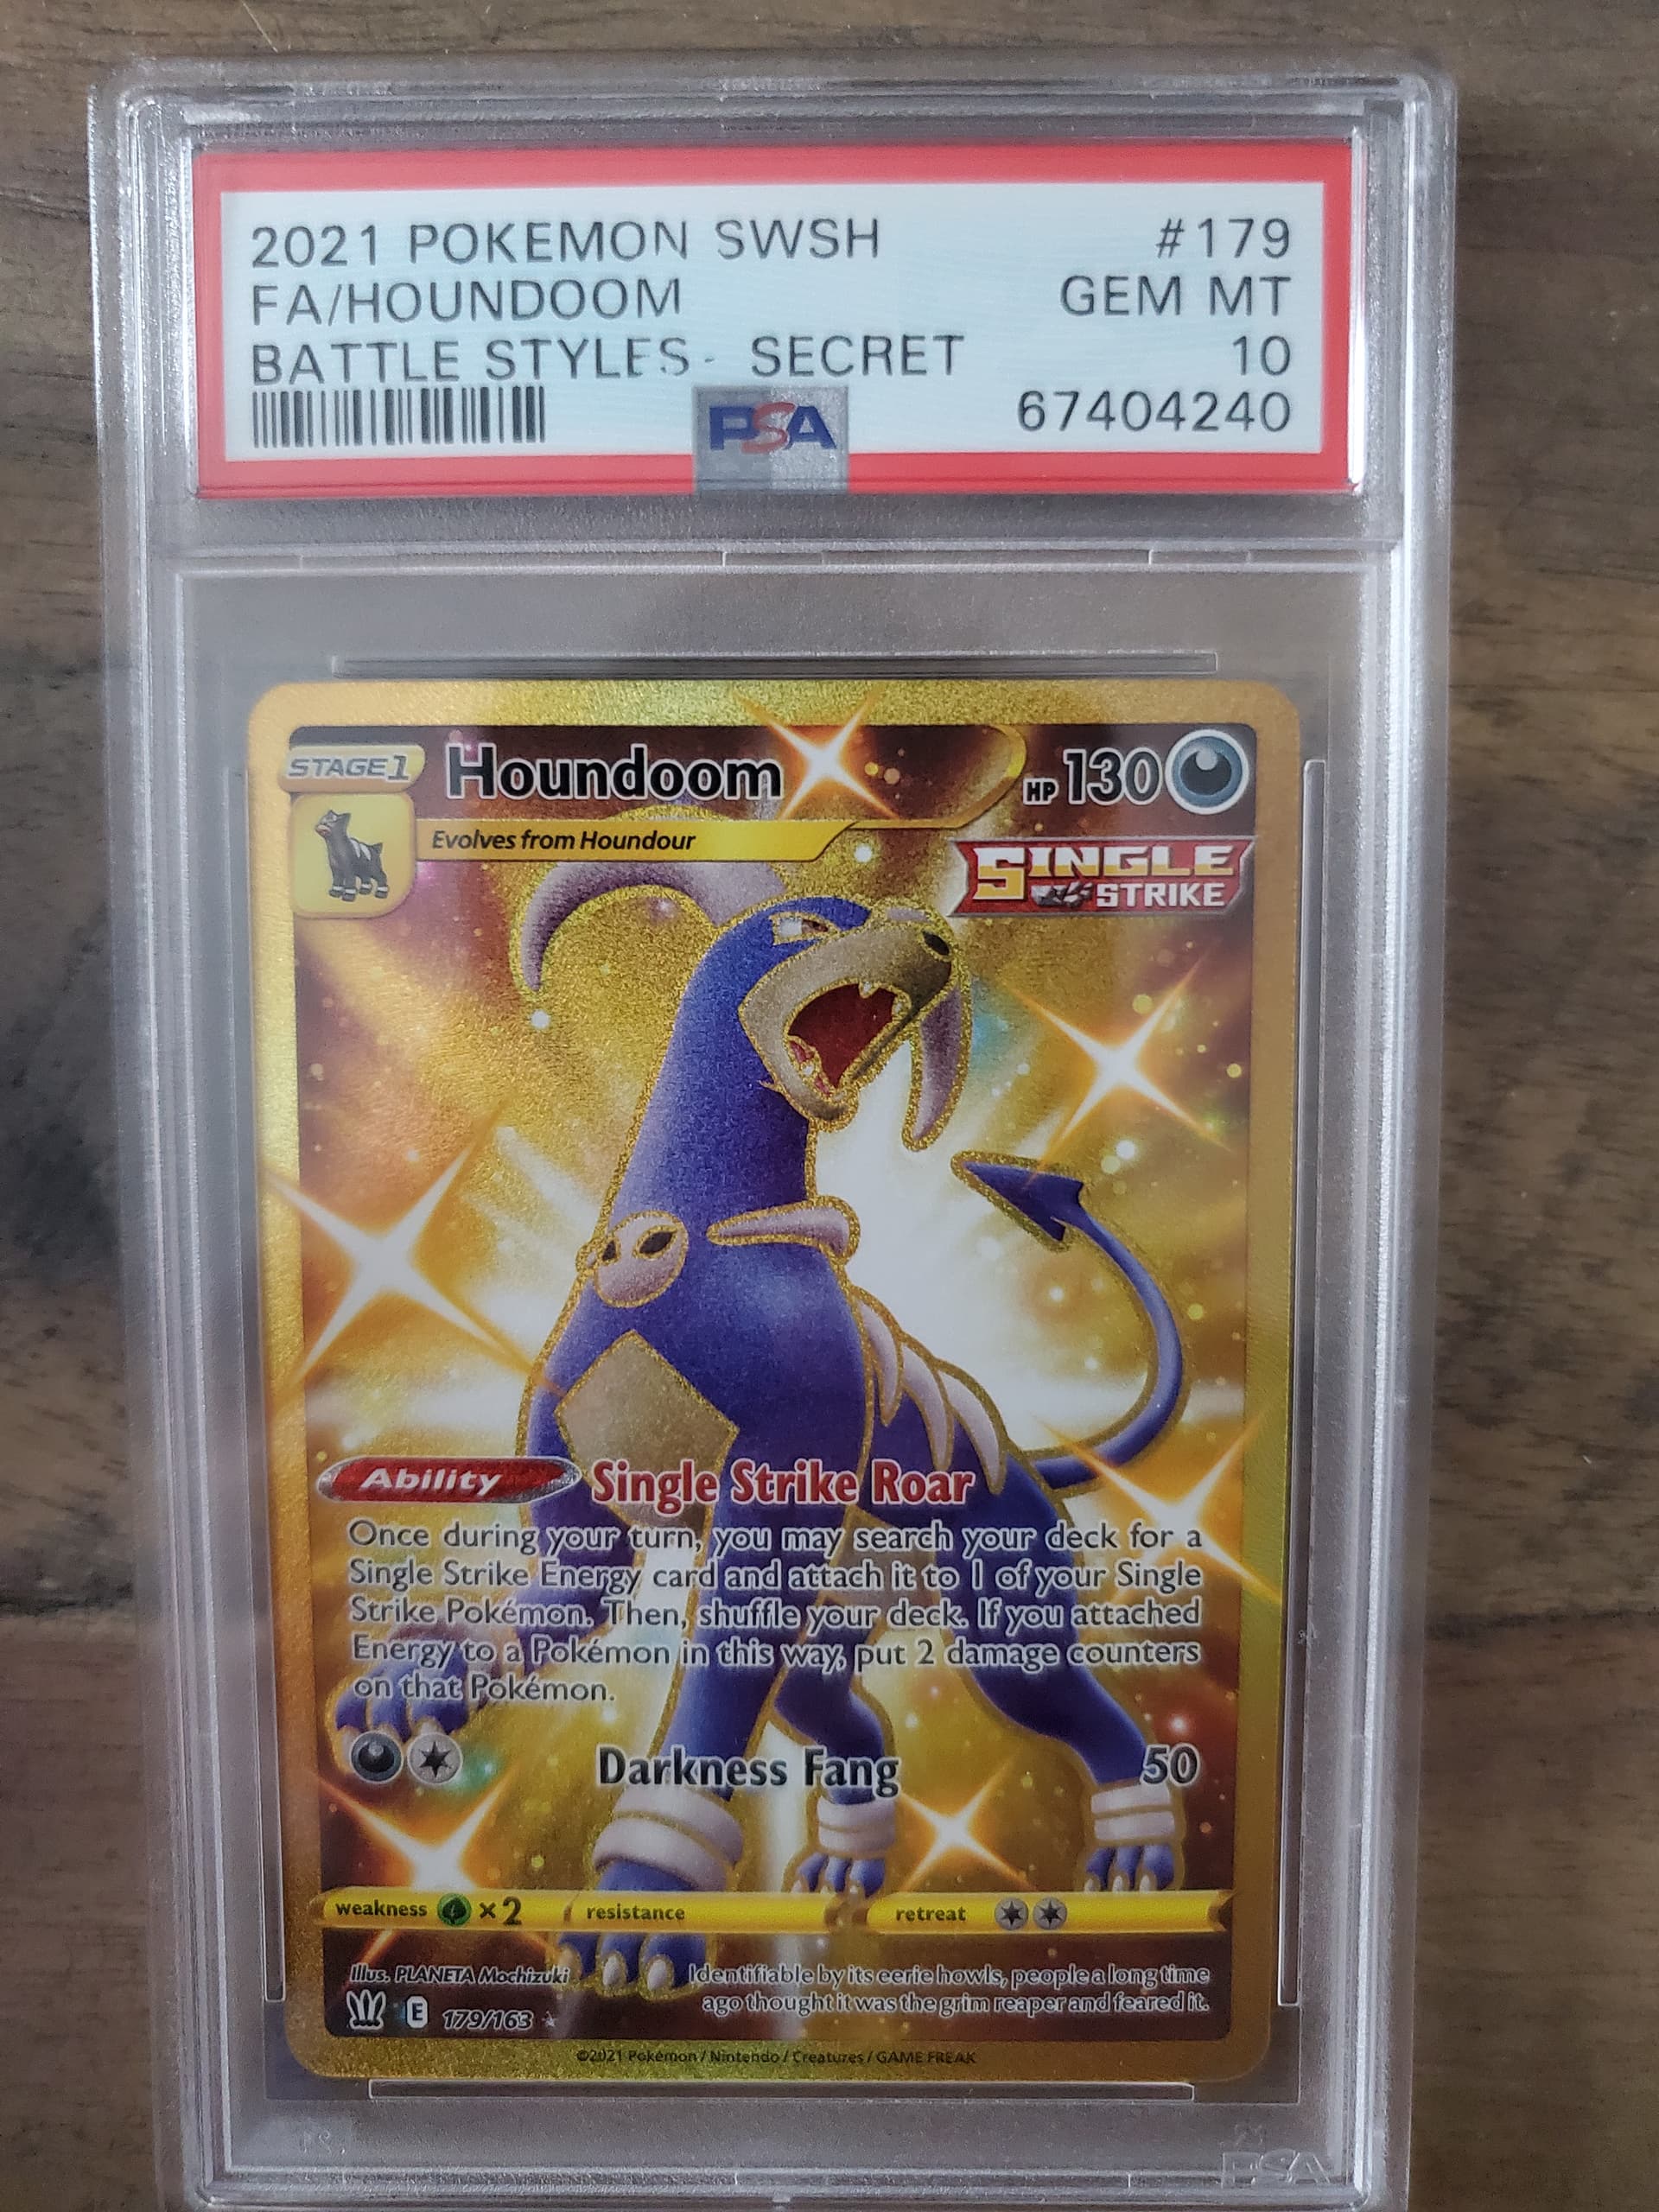 2021 POKEMON SWSH #179
FA/HOUNDOOM GEM MT
BATTLE STYLES- SECRET 10
67404240
PSA
STAGE 1 Houndoom HP 130
Evolves from Houndour
SINGLE
STRIKE
Ability Single Strike Roar
Once during your turn, you may search your deck for a
Single Strike Energy card and attach it to 1 of your Single
Strike Pokémon. Then, shuffle your deck. If you attached
Energy to a Pokémon in this way, put 2 damage counters
on that Pokémon.
Darkness Fang 50
weakness ×2 resistance retreat
Illus. PLANETA Mochizuki
Identifiable by its eerie howls, people a long time
ago thought it was the grim reaper and feared it.
E 179/163
©2021 Pokémon / Nintendo / Creatures / GAME FREAK
PSA